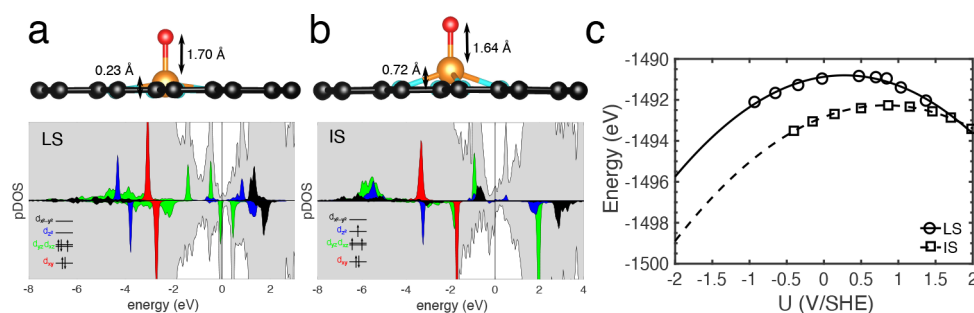 a
1.70 Å
0.23 Å
LS
pDOS
dx²-y²
dz²
dyz dxz
dxy
-8 -6 -4 -2 0 2 4
energy (eV)
b
1.64 Å
0.72 Å
IS
pDOS
dx²-y²
dz²
dyz dxz
dxy
-8 -6 -4 -2 0 2 4
energy (eV)
c
Energy (eV)
-1490
-1492
-1494
-1496
-1498
-1500
LS
IS
-2 -1.5 -1 -0.5 0 0.5 1 1.5 2
U (V/SHE)